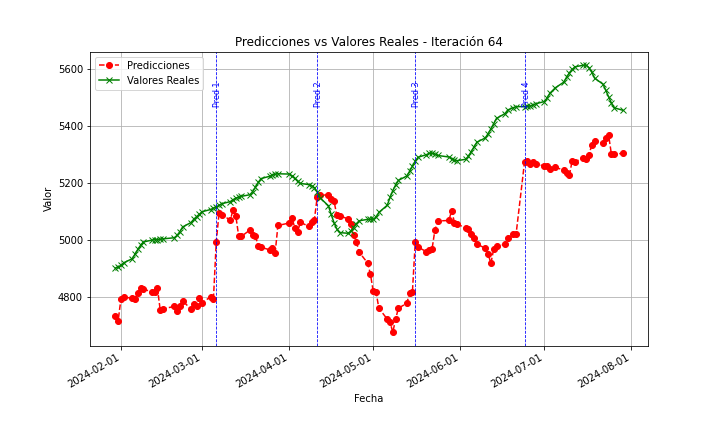 Predicciones vs Valores Reales - Iteración 64
Predicciones
Valores Reales
Pred 1
Pred 2
Pred 3
Pred 4
5600
5400
5200
5000
4800
Valor
2024-02-01
2024-03-01
2024-04-01
2024-05-01
2024-06-01
2024-07-01
2024-08-01
Fecha